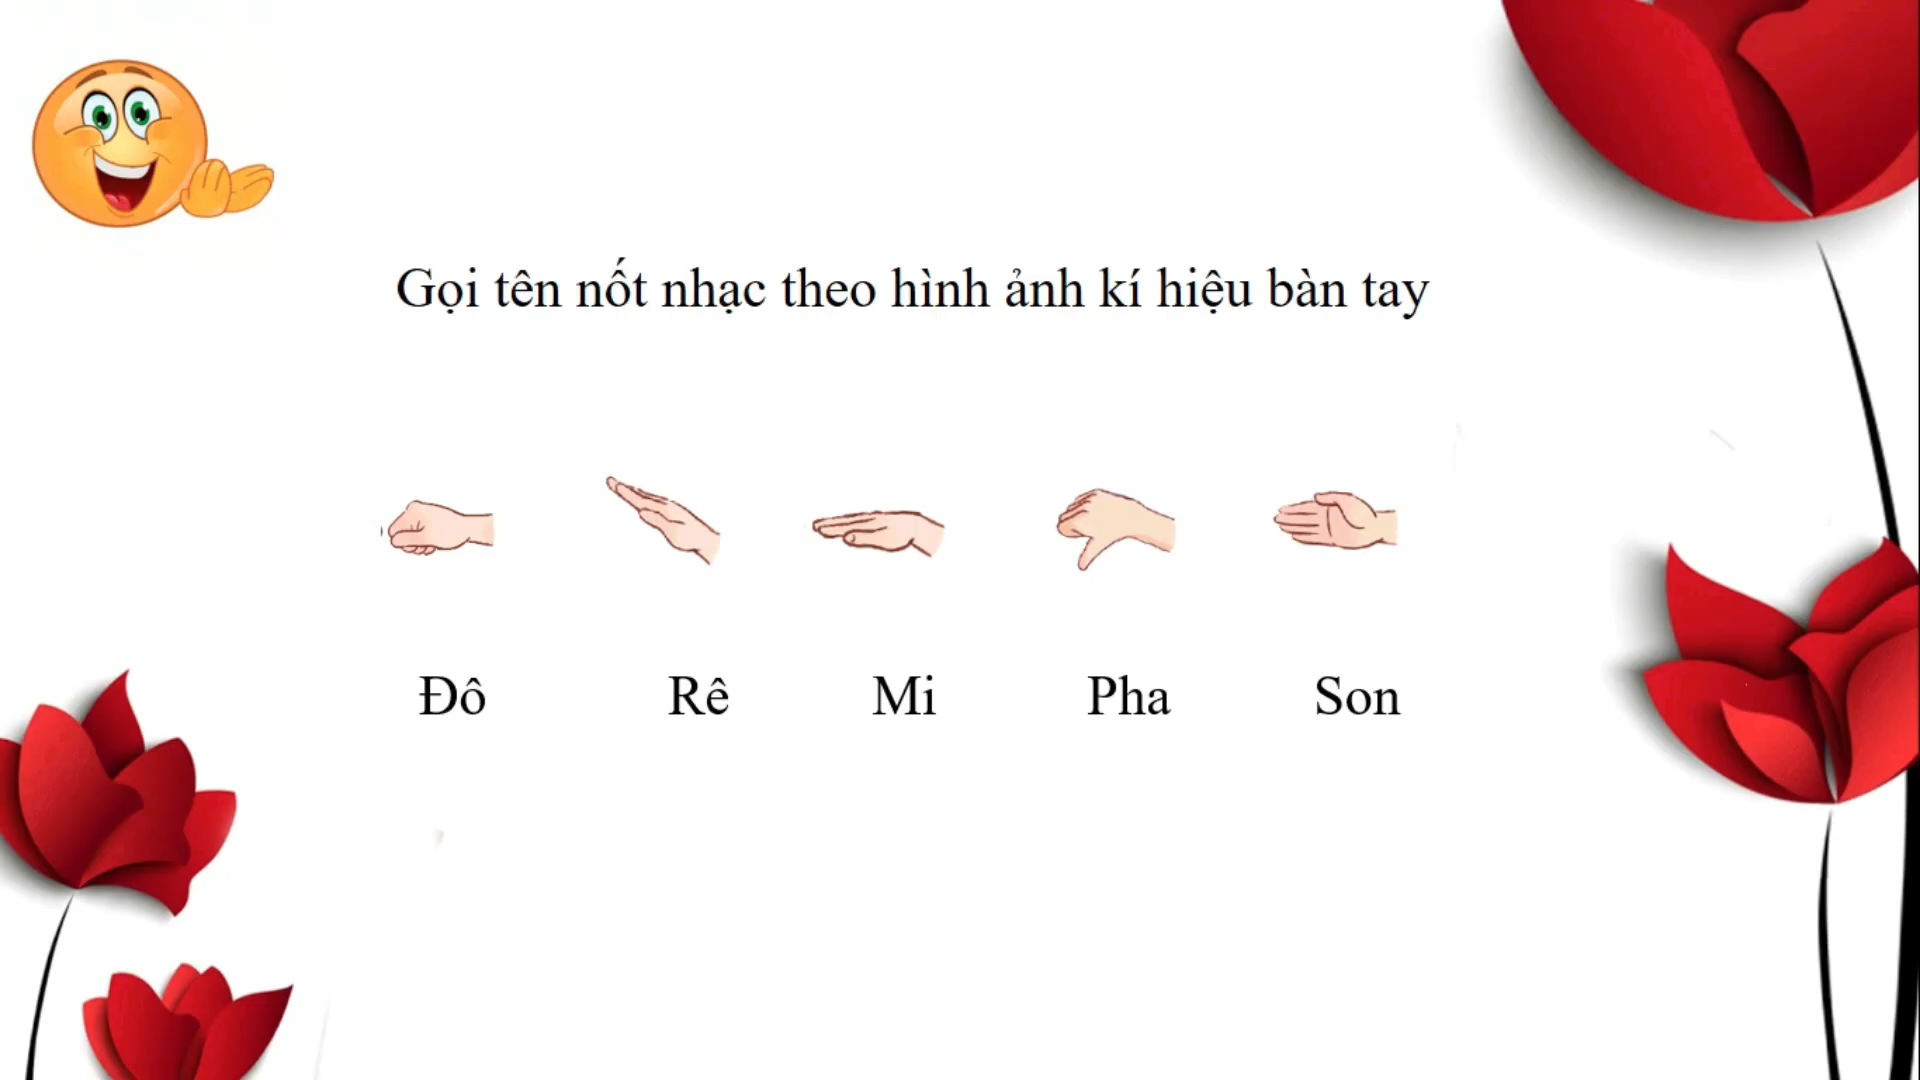 Gọi tên nốt nhạc theo hình ảnh kí hiệu bàn tay
Đô Rê Mi Pha Son